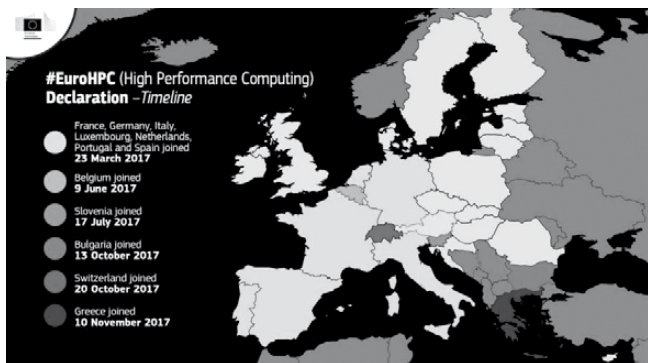 #EuroHPC (High Performance Computing)
Declaration –Timeline
France, Germany, Italy,
Luxembourg, Netherlands,
Portugal and Spain joined
23 March 2017
Belgium joined
9 June 2017
Slovenia joined
17 July 2017
Bulgaria joined
13 October 2017
Switzerland joined
20 October 2017
Greece joined
10 November 2017